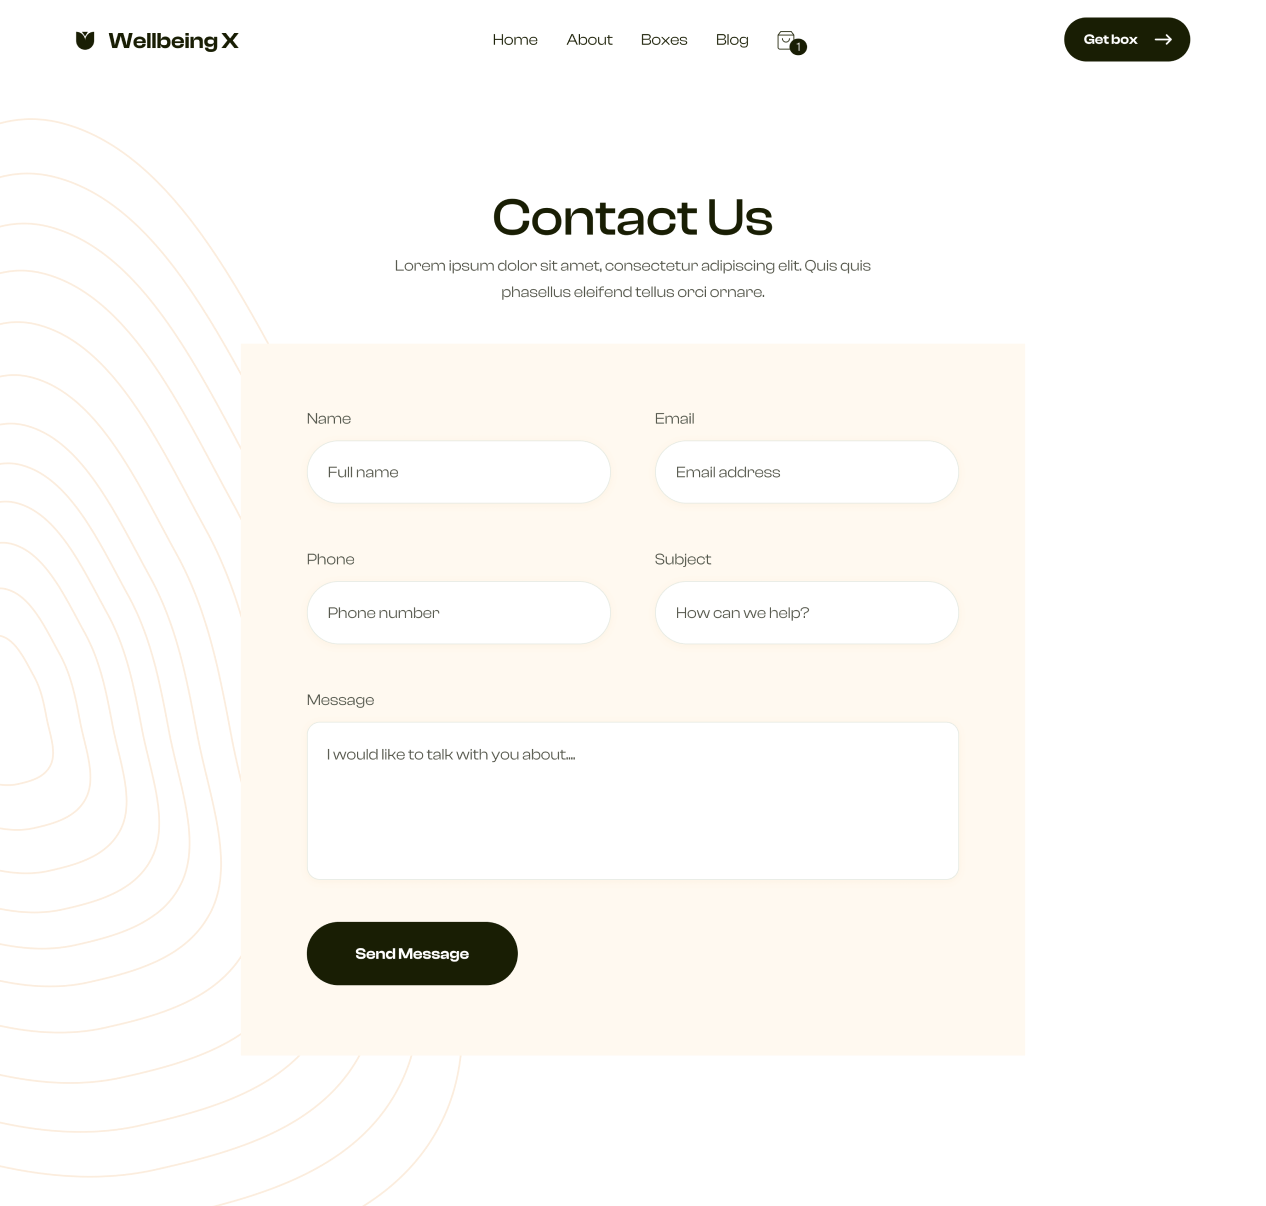 Wellbeing X
Home About Boxes Blog 1
Get box
Contact Us
Lorem ipsum dolor sit amet, consectetur adipiscing elit. Quis quis
phasellus eleifend tellus orci ornare.
Name Email
Full name Email address
Phone Subject
Phone number How can we help?
Message
I would like to talk with you about....
Send Message